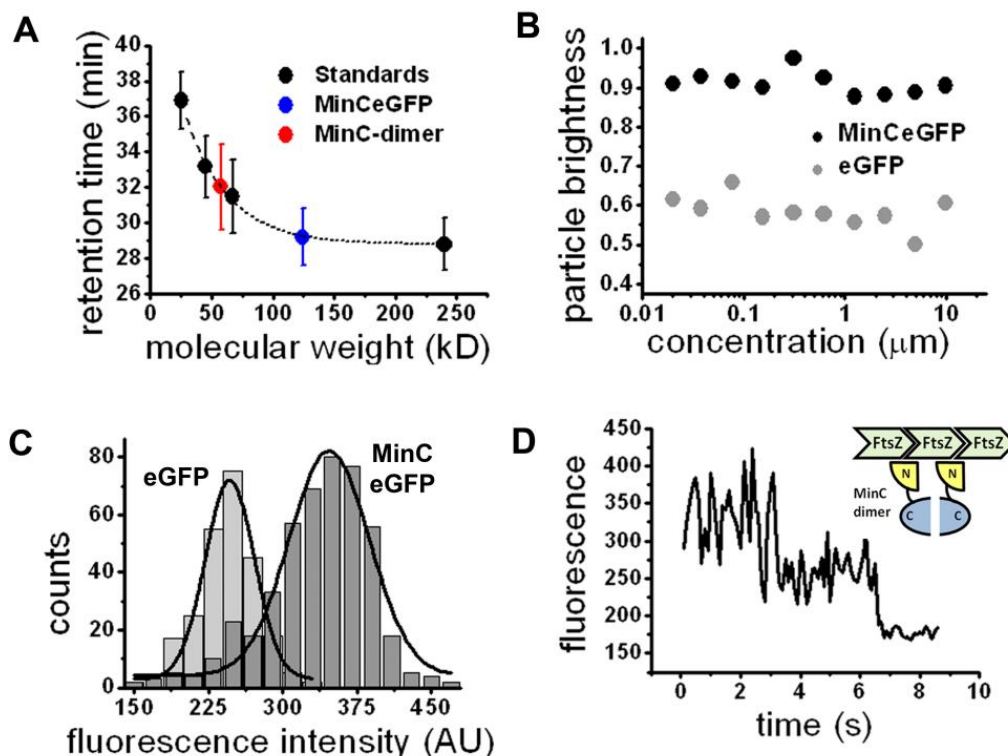 A
retention time (min)
40
38
36
34
32
30
28
26
Standards
MinCeGFP
MinC-dimer
0 50 100 150 200 250
molecular weight (kD)
B
particle brightness
1.0
0.9
0.8
0.7
0.6
0.5
0.4
MinCeGFP
eGFP
0.01 0.1 1 10
concentration (μm)
C
counts
80
60
40
20
0
eGFP
MinC
eGFP
150 225 300 375 450
fluorescence intensity (AU)
D
fluorescence
450
400
350
300
250
200
150
FtsZ FtsZ FtsZ
N N
MinC
dimer
C C
0 2 4 6 8 10
time (s)